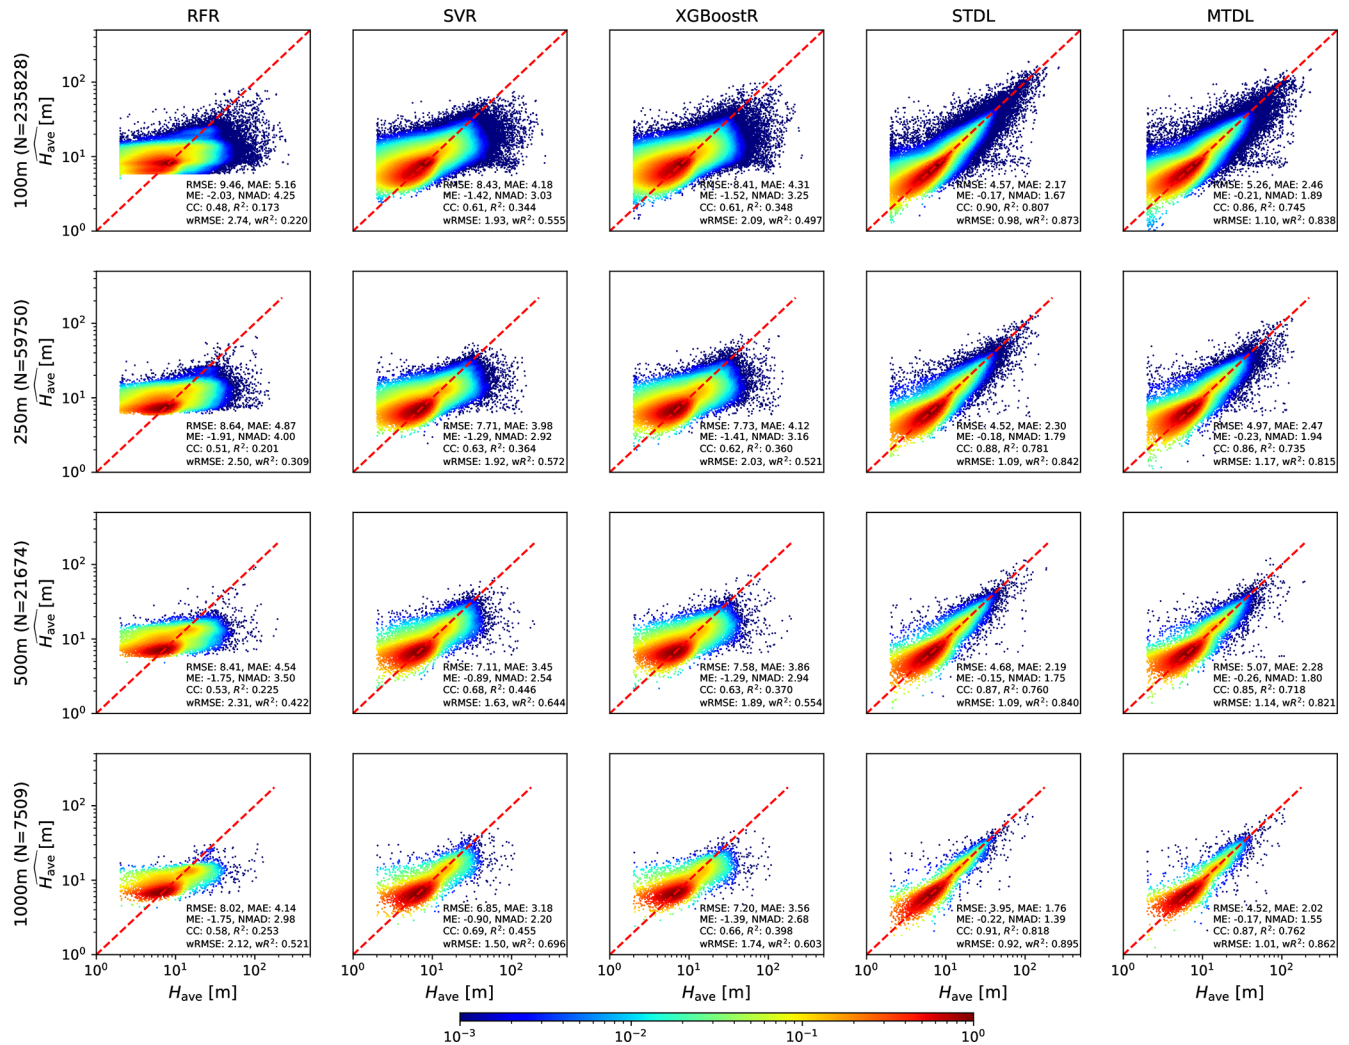 RFR SVR XGBoostR STDL MTDL
100m (N=235828)
$\widehat{H_{\mathrm{ave}}}$ [m]
10² 10¹ 10⁰
RMSE: 9.46, MAE: 5.16
ME: -2.03, NMAD: 4.25
CC: 0.48, R²: 0.173
wRMSE: 2.74, wR²: 0.220
RMSE: 8.43, MAE: 4.18
ME: -1.42, NMAD: 3.03
CC: 0.61, R²: 0.344
wRMSE: 1.93, wR²: 0.555
RMSE: 8.41, MAE: 4.31
ME: -1.52, NMAD: 3.25
CC: 0.61, R²: 0.348
wRMSE: 2.09, wR²: 0.497
RMSE: 4.57, MAE: 2.17
ME: -0.17, NMAD: 1.67
CC: 0.90, R²: 0.807
wRMSE: 0.98, wR²: 0.873
RMSE: 5.26, MAE: 2.46
ME: -0.21, NMAD: 1.89
CC: 0.86, R²: 0.745
wRMSE: 1.10, wR²: 0.838
250m (N=59750)
$\widehat{H_{\mathrm{ave}}}$ [m]
10² 10¹ 10⁰
RMSE: 8.64, MAE: 4.87
ME: -1.91, NMAD: 4.00
CC: 0.51, R²: 0.201
wRMSE: 2.50, wR²: 0.309
RMSE: 7.71, MAE: 3.98
ME: -1.29, NMAD: 2.92
CC: 0.63, R²: 0.364
wRMSE: 1.92, wR²: 0.572
RMSE: 7.73, MAE: 4.12
ME: -1.41, NMAD: 3.16
CC: 0.62, R²: 0.360
wRMSE: 2.03, wR²: 0.521
RMSE: 4.52, MAE: 2.30
ME: -0.18, NMAD: 1.79
CC: 0.88, R²: 0.781
wRMSE: 1.09, wR²: 0.842
RMSE: 4.97, MAE: 2.47
ME: -0.23, NMAD: 1.94
CC: 0.86, R²: 0.735
wRMSE: 1.17, wR²: 0.815
500m (N=21674)
$\widehat{H_{\mathrm{ave}}}$ [m]
10² 10¹ 10⁰
RMSE: 8.41, MAE: 4.54
ME: -1.75, NMAD: 3.50
CC: 0.53, R²: 0.225
wRMSE: 2.31, wR²: 0.422
RMSE: 7.11, MAE: 3.45
ME: -0.89, NMAD: 2.54
CC: 0.68, R²: 0.446
wRMSE: 1.63, wR²: 0.644
RMSE: 7.58, MAE: 3.86
ME: -1.29, NMAD: 2.94
CC: 0.63, R²: 0.370
wRMSE: 1.89, wR²: 0.554
RMSE: 4.68, MAE: 2.19
ME: -0.15, NMAD: 1.75
CC: 0.87, R²: 0.760
wRMSE: 1.09, wR²: 0.840
RMSE: 5.07, MAE: 2.28
ME: -0.26, NMAD: 1.80
CC: 0.85, R²: 0.718
wRMSE: 1.14, wR²: 0.821
1000m (N=7509)
$\widehat{H_{\mathrm{ave}}}$ [m]
10² 10¹ 10⁰
RMSE: 8.02, MAE: 4.14
ME: -1.75, NMAD: 2.98
CC: 0.58, R²: 0.253
wRMSE: 2.12, wR²: 0.521
RMSE: 6.85, MAE: 3.18
ME: -0.90, NMAD: 2.20
CC: 0.69, R²: 0.455
wRMSE: 1.50, wR²: 0.696
RMSE: 7.20, MAE: 3.56
ME: -1.39, NMAD: 2.68
CC: 0.66, R²: 0.398
wRMSE: 1.74, wR²: 0.603
RMSE: 3.95, MAE: 1.76
ME: -0.22, NMAD: 1.39
CC: 0.91, R²: 0.818
wRMSE: 0.92, wR²: 0.895
RMSE: 4.52, MAE: 2.02
ME: -0.17, NMAD: 1.55
CC: 0.87, R²: 0.762
wRMSE: 1.01, wR²: 0.862
10⁰ 10¹ 10² 10⁰ 10¹ 10² 10⁰ 10¹ 10² 10⁰ 10¹ 10² 10⁰ 10¹ 10²
H_ave [m] H_ave [m] H_ave [m] H_ave [m] H_ave [m]
10⁻³ 10⁻² 10⁻¹ 10⁰